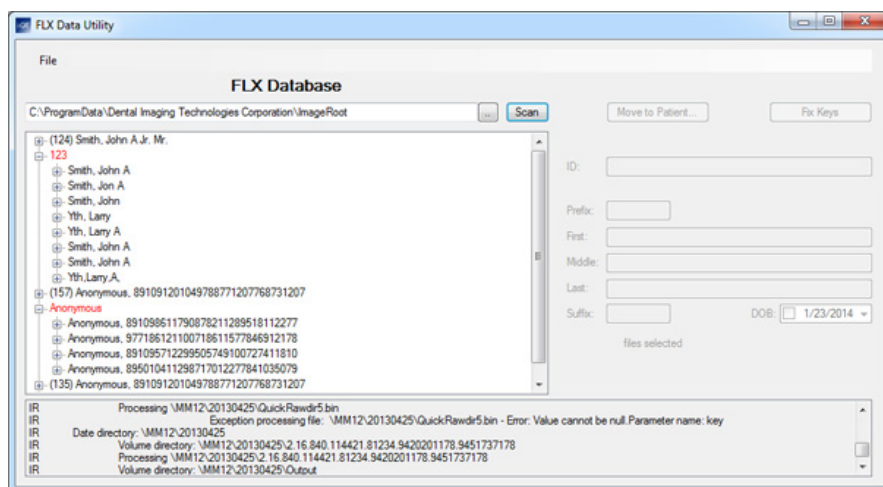 FLX Data Utility
File
FLX Database
C:\ProgramData\Dental Imaging Technologies Corporation\ImageRoot
..
Scan
Move to Patient...
Fix Keys
(124) Smith, John A Jr. Mr.
123
Smith, John A
Smith, Jon A
Smith, John
Yth, Larry
Yth, Larry A
Smith, John A
Smith, John A
Yth,Larry,A,
(157) Anonymous, 891091201049788771207768731207
Anonymous
Anonymous, 891098611790878211289518112277
Anonymous, 977186121100718611577846912178
Anonymous, 891095712299505749100727411810
Anonymous, 895010411298717012277841035079
(135) Anonymous, 891091201049788771207768731207
ID:
Prefix:
First:
Middle:
Last:
Suffix:
DOB: 1/23/2014
files selected
IR Processing \MM12\20130425\QuickRawdir5.bin
IR Exception processing file: \MM12\20130425\QuickRawdir5.bin - Error: Value cannot be null.Parameter name: key
IR Date directory: \MM12\20130425
IR Volume directory: \MM12\20130425\2.16.840.114421.81234.9420201178.9451737178
IR Processing \MM12\20130425\2.16.840.114421.81234.9420201178.9451737178
IR Volume directory: \MM12\20130425\Output